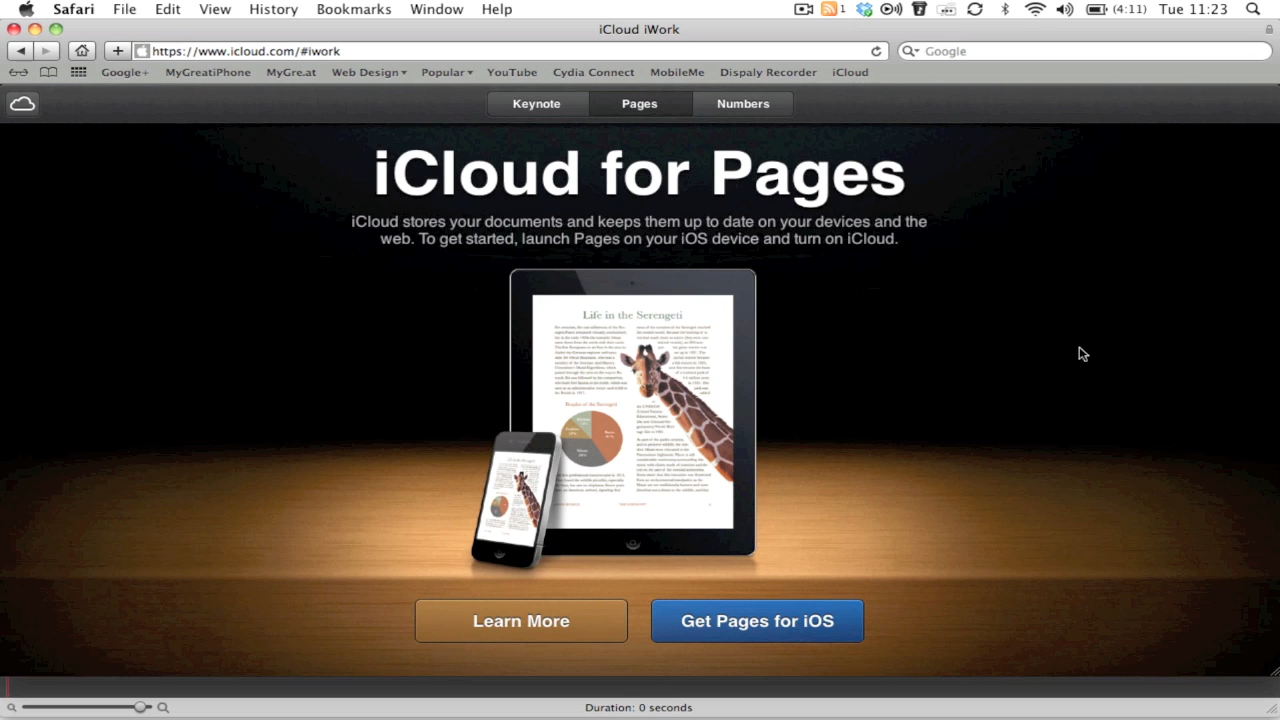 Safari File Edit View History Bookmarks Window Help 1 (4:11) Tue 11:23
iCloud iWork
https://www.icloud.com/#iwork Google
Google+ MyGreatiPhone MyGre.at Web Design Popular YouTube Cydia Connect MobileMe Dispaly Recorder iCloud
Keynote Pages Numbers
iCloud for Pages
iCloud stores your documents and keeps them up to date on your devices and the
web. To get started, launch Pages on your iOS device and turn on iCloud.
Life in the Serengeti
Learn More Get Pages for iOS
Duration: 0 seconds